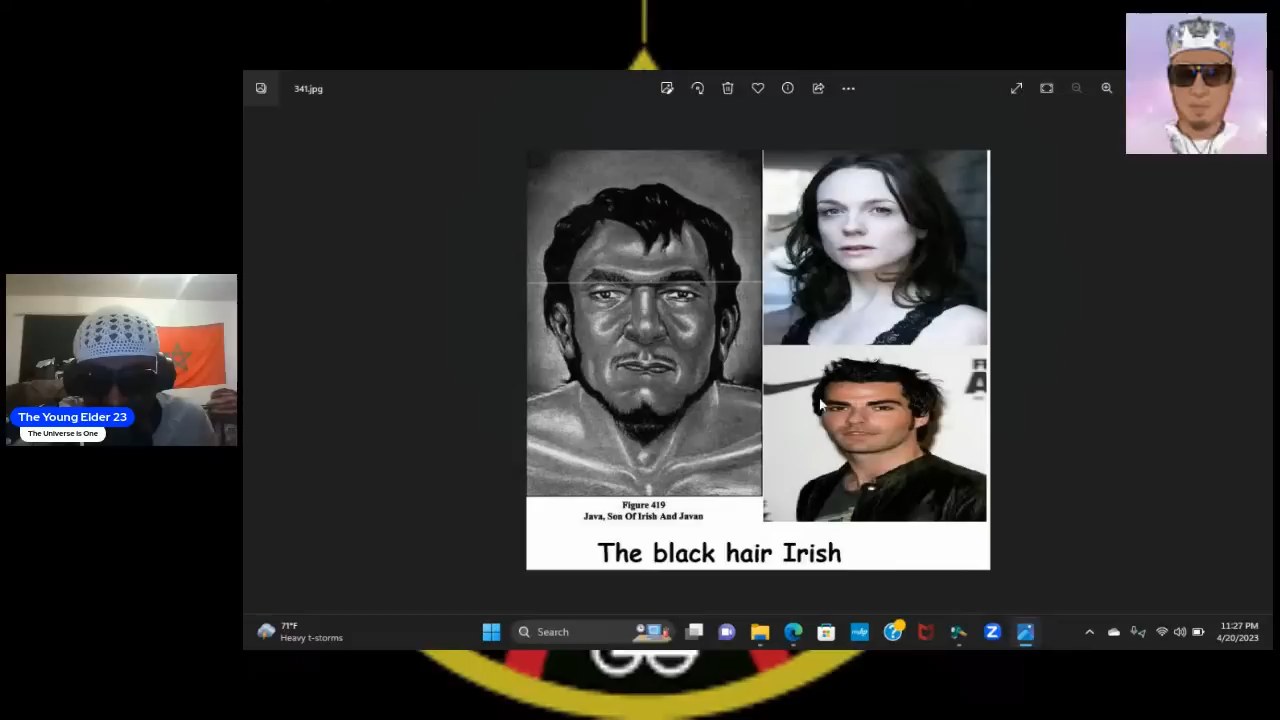 341.jpg
The Young Elder 23
The Universe is One
Figure 419
Java, Son Of Irish And Javan
The black hair Irish
71°F
Heavy t-storms
Search
11:27 PM
4/20/2023